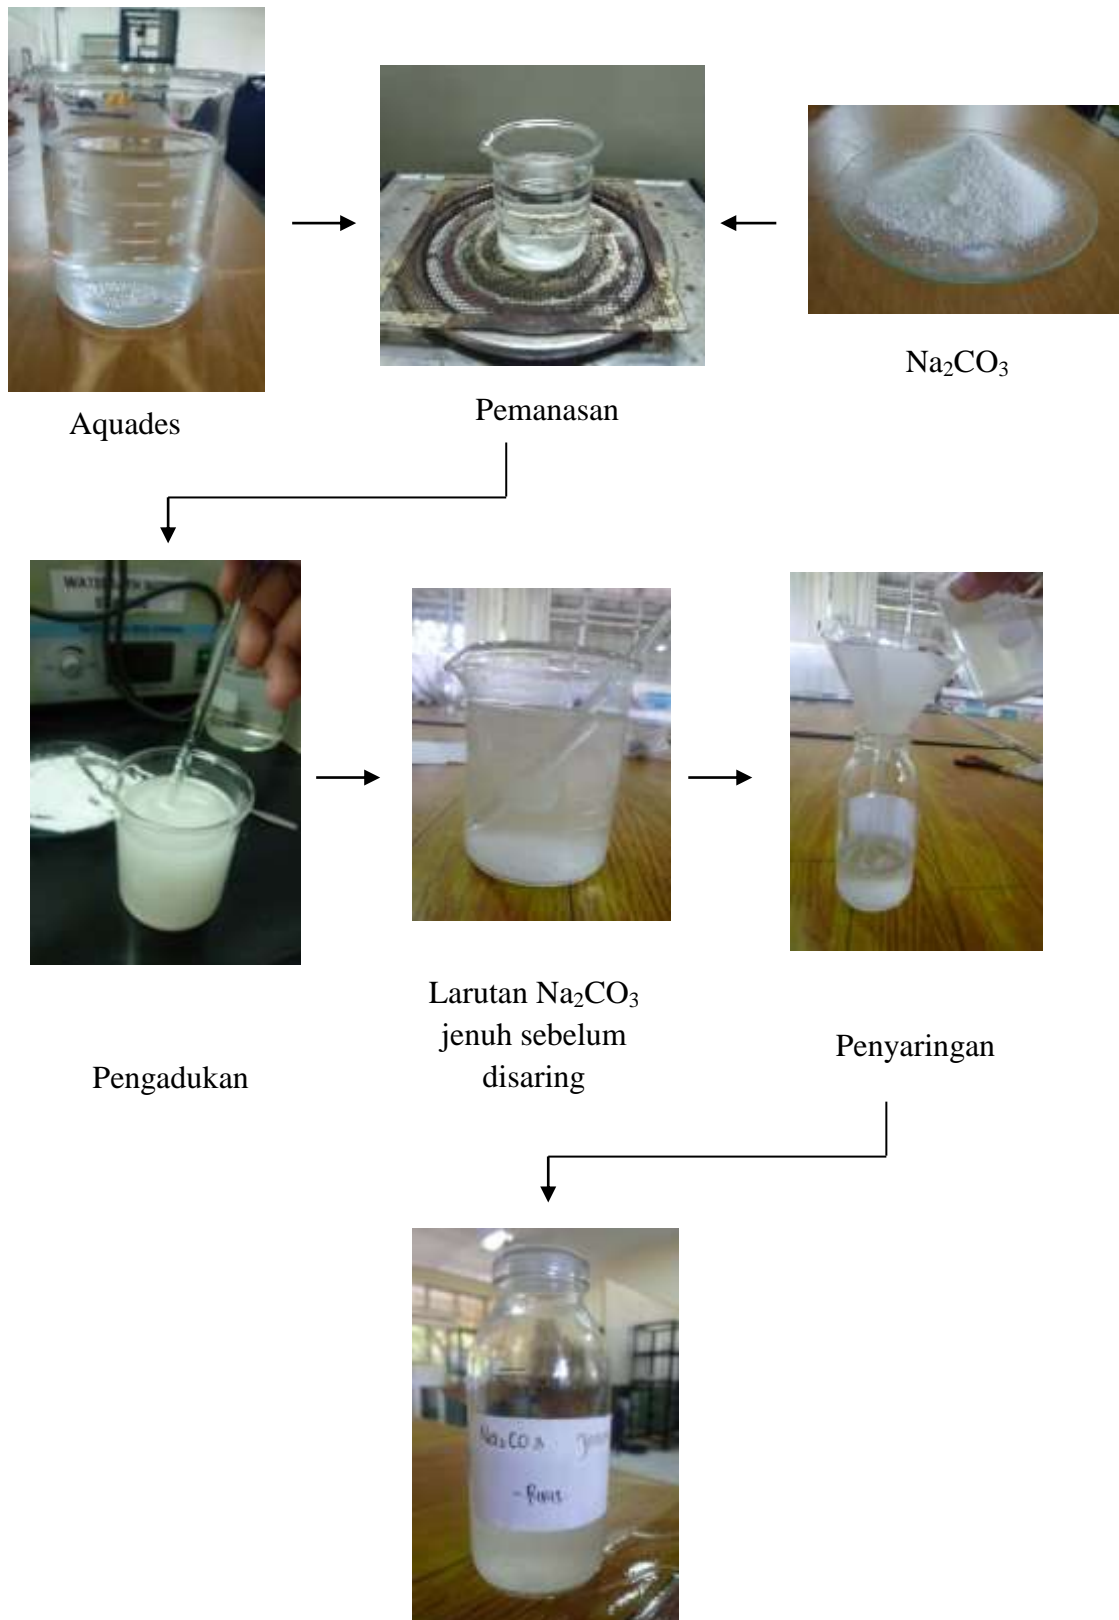 Na₂CO₃
Aquades
Pemanasan
Larutan Na₂CO₃
jenuh sebelum
disaring
Pengadukan
Penyaringan
Na₂CO₃